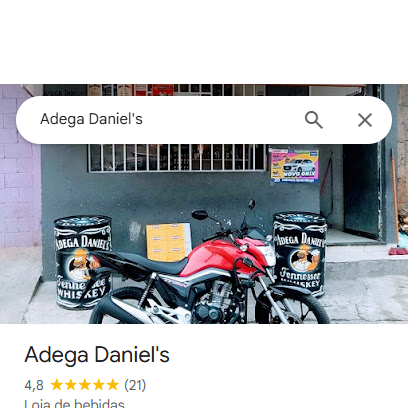 Adega Daniel's
NOVO ONIX
ADEGA DANIEL'S
Tennessee
WHISKEY
ADEGA DANIEL'S
Tennessee
WHISKEY
Adega Daniel's
4,8 (21)
Loja de bebidas